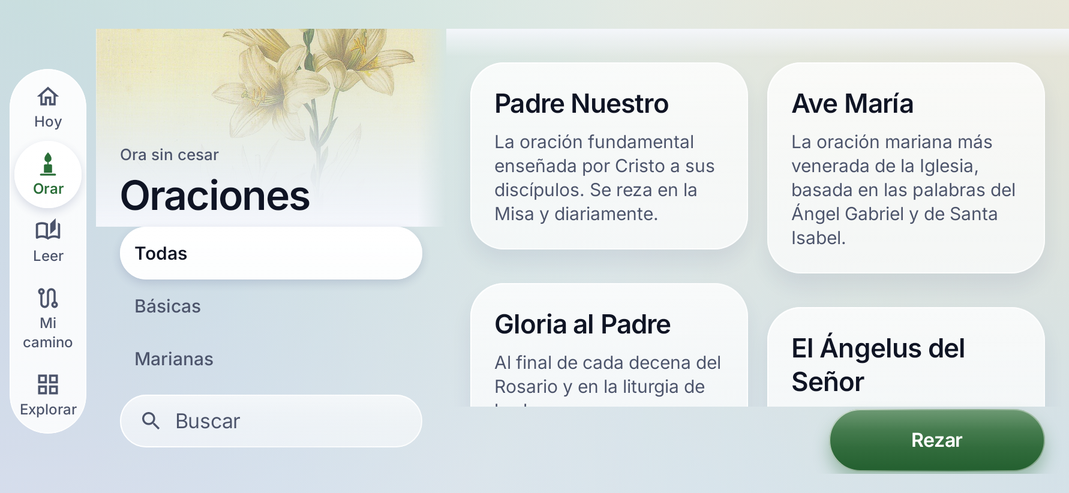 Hoy
Orar
Leer
Mi
camino
Explorar
Ora sin cesar
Oraciones
Todas
Básicas
Marianas
Buscar
Padre Nuestro
La oración fundamental
enseñada por Cristo a sus
discípulos. Se reza en la
Misa y diariamente.
Ave María
La oración mariana más
venerada de la Iglesia,
basada en las palabras del
Ángel Gabriel y de Santa
Isabel.
Gloria al Padre
Al final de cada decena del
Rosario y en la liturgia de
El Ángelus del
Señor
Rezar